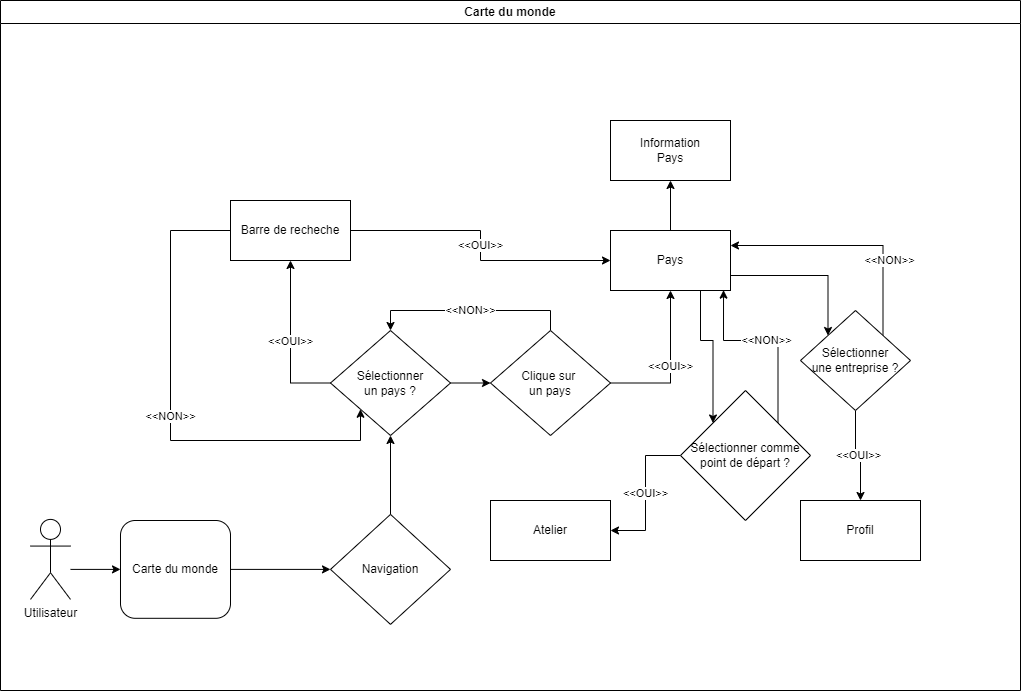 Carte du monde
Information
Pays
Barre de recheche
<<OUI>>
Pays
<<NON>>
<<NON>>
<<OUI>>
<<NON>>
Sélectionner
un pays ?
Clique sur
un pays
<<OUI>>
Sélectionner
une entreprise ?
<<NON>>
Sélectionner comme
point de départ ?
<<OUI>>
<<OUI>>
Atelier
Profil
Carte du monde
Navigation
Utilisateur